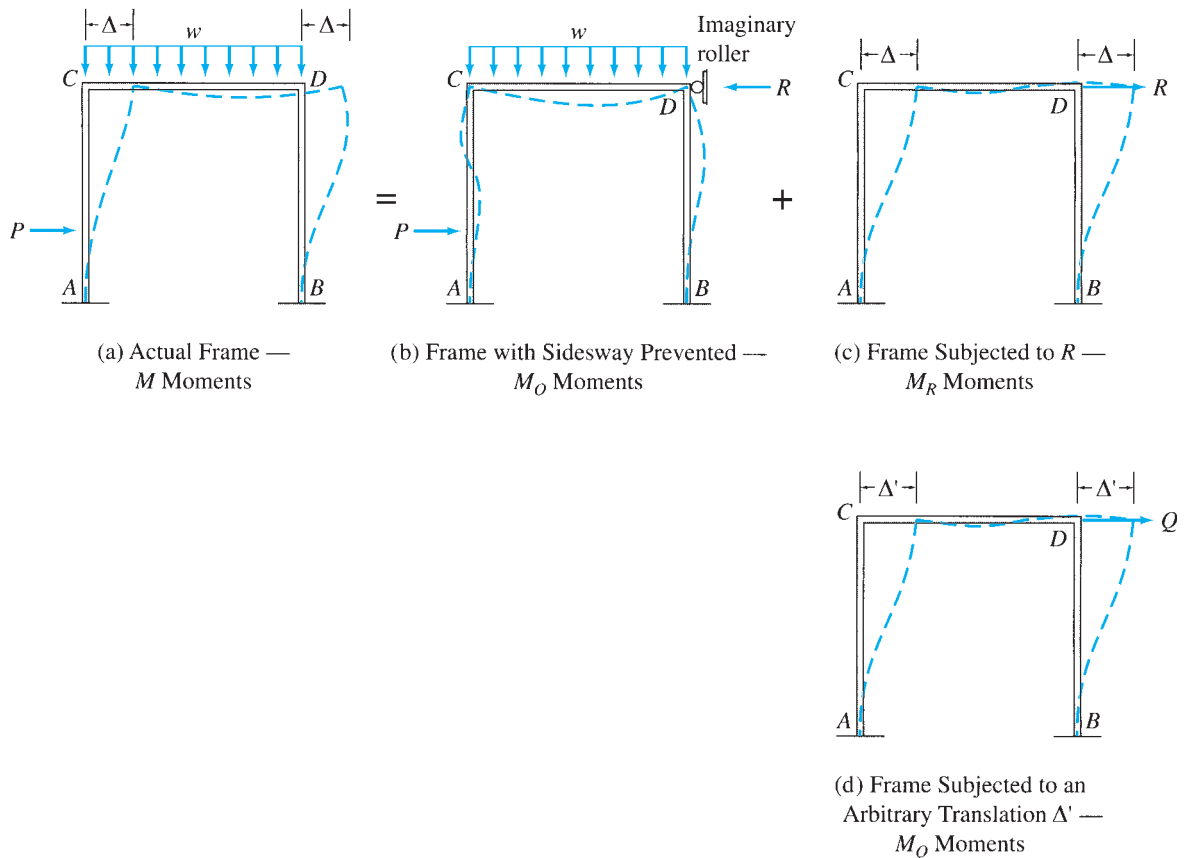 Δ w Δ
C D
P
A B
(a) Actual Frame —
M Moments
=
w Imaginary
roller
C D R
P
A B
(b) Frame with Sidesway Prevented —
M_O Moments
+
Δ Δ
C D R
A B
(c) Frame Subjected to R —
M_R Moments
Δ' Δ'
C D Q
A B
(d) Frame Subjected to an
Arbitrary Translation Δ' —
M_Q Moments